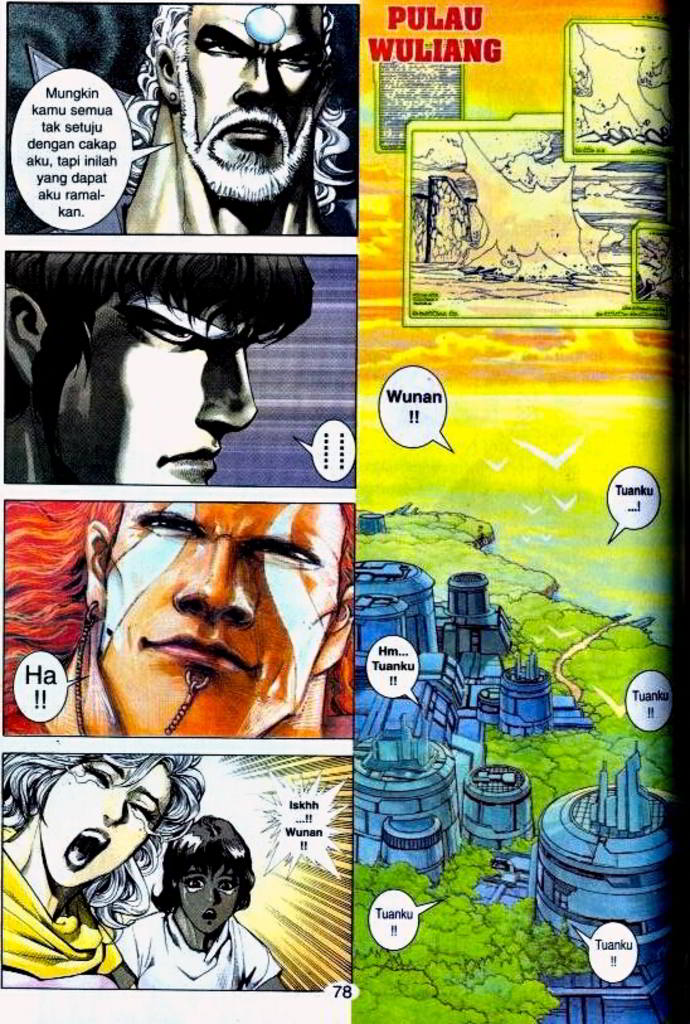 Mungkin
kamu semua
tak setuju
dengan cakap
aku, tapi inilah
yang dapat
aku ramal-
kan.
Ha
!!
Iskhh
...!!
Wunan
!!
78
PULAU
WULIANG
Wunan
!!
Tuanku
...!
Hm...
Tuanku
!!
Tuanku
!!
Tuanku
!!
Tuanku
!!